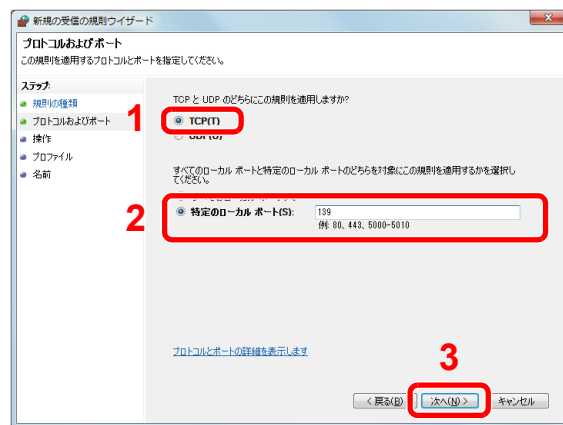 新規の受信の規則ウィザード
プロトコルおよびポート
この規則を適用するプロトコルとポートを指定してください。
ステップ:
規則の種類
プロトコルおよびポート
操作
プロファイル
名前
TCP と UDP のどちらにこの規則を適用しますか?
1
TCP(T)
UDP(U)
すべてのローカル ポートと特定のローカル ポートのどちらを対象にこの規則を適用するかを選択し
てください。
2
特定のローカル ポート(S):
139
例: 80、443、5000-5010
プロトコルとポートの詳細を表示します
3
< 戻る(B)
次へ(N) >
キャンセル